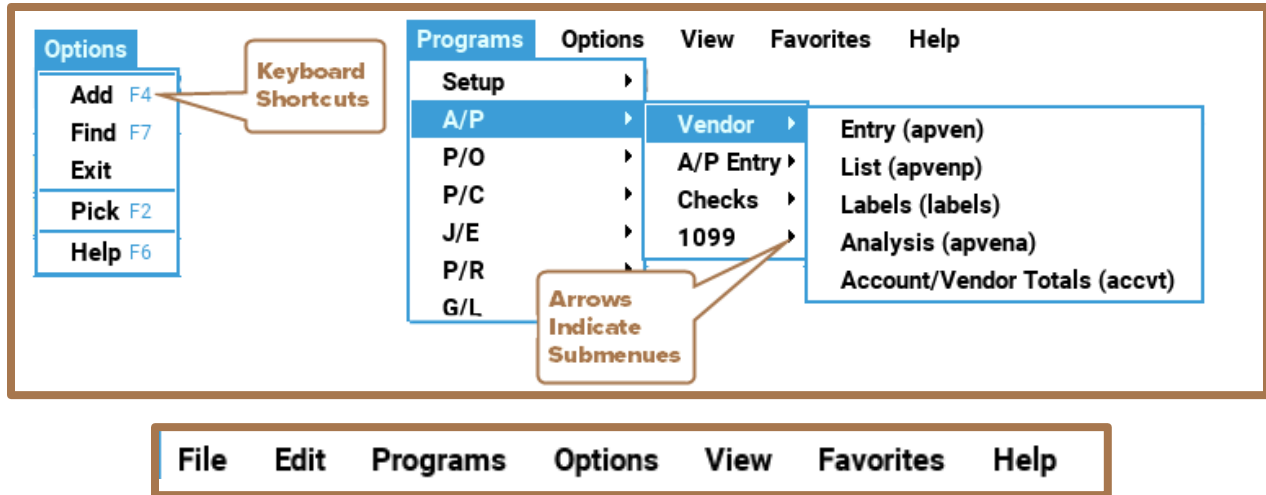 Options
Add F4
Find F7
Exit
Pick F2
Help F6
Keyboard
Shortcuts
Programs Options View Favorites Help
Setup
A/P
P/O
P/C
J/E
P/R
G/L
Vendor
A/P Entry
Checks
1099
Entry (apven)
List (apvenp)
Labels (labels)
Analysis (apvena)
Account/Vendor Totals (accvt)
Arrows
Indicate
Submenues
File Edit Programs Options View Favorites Help